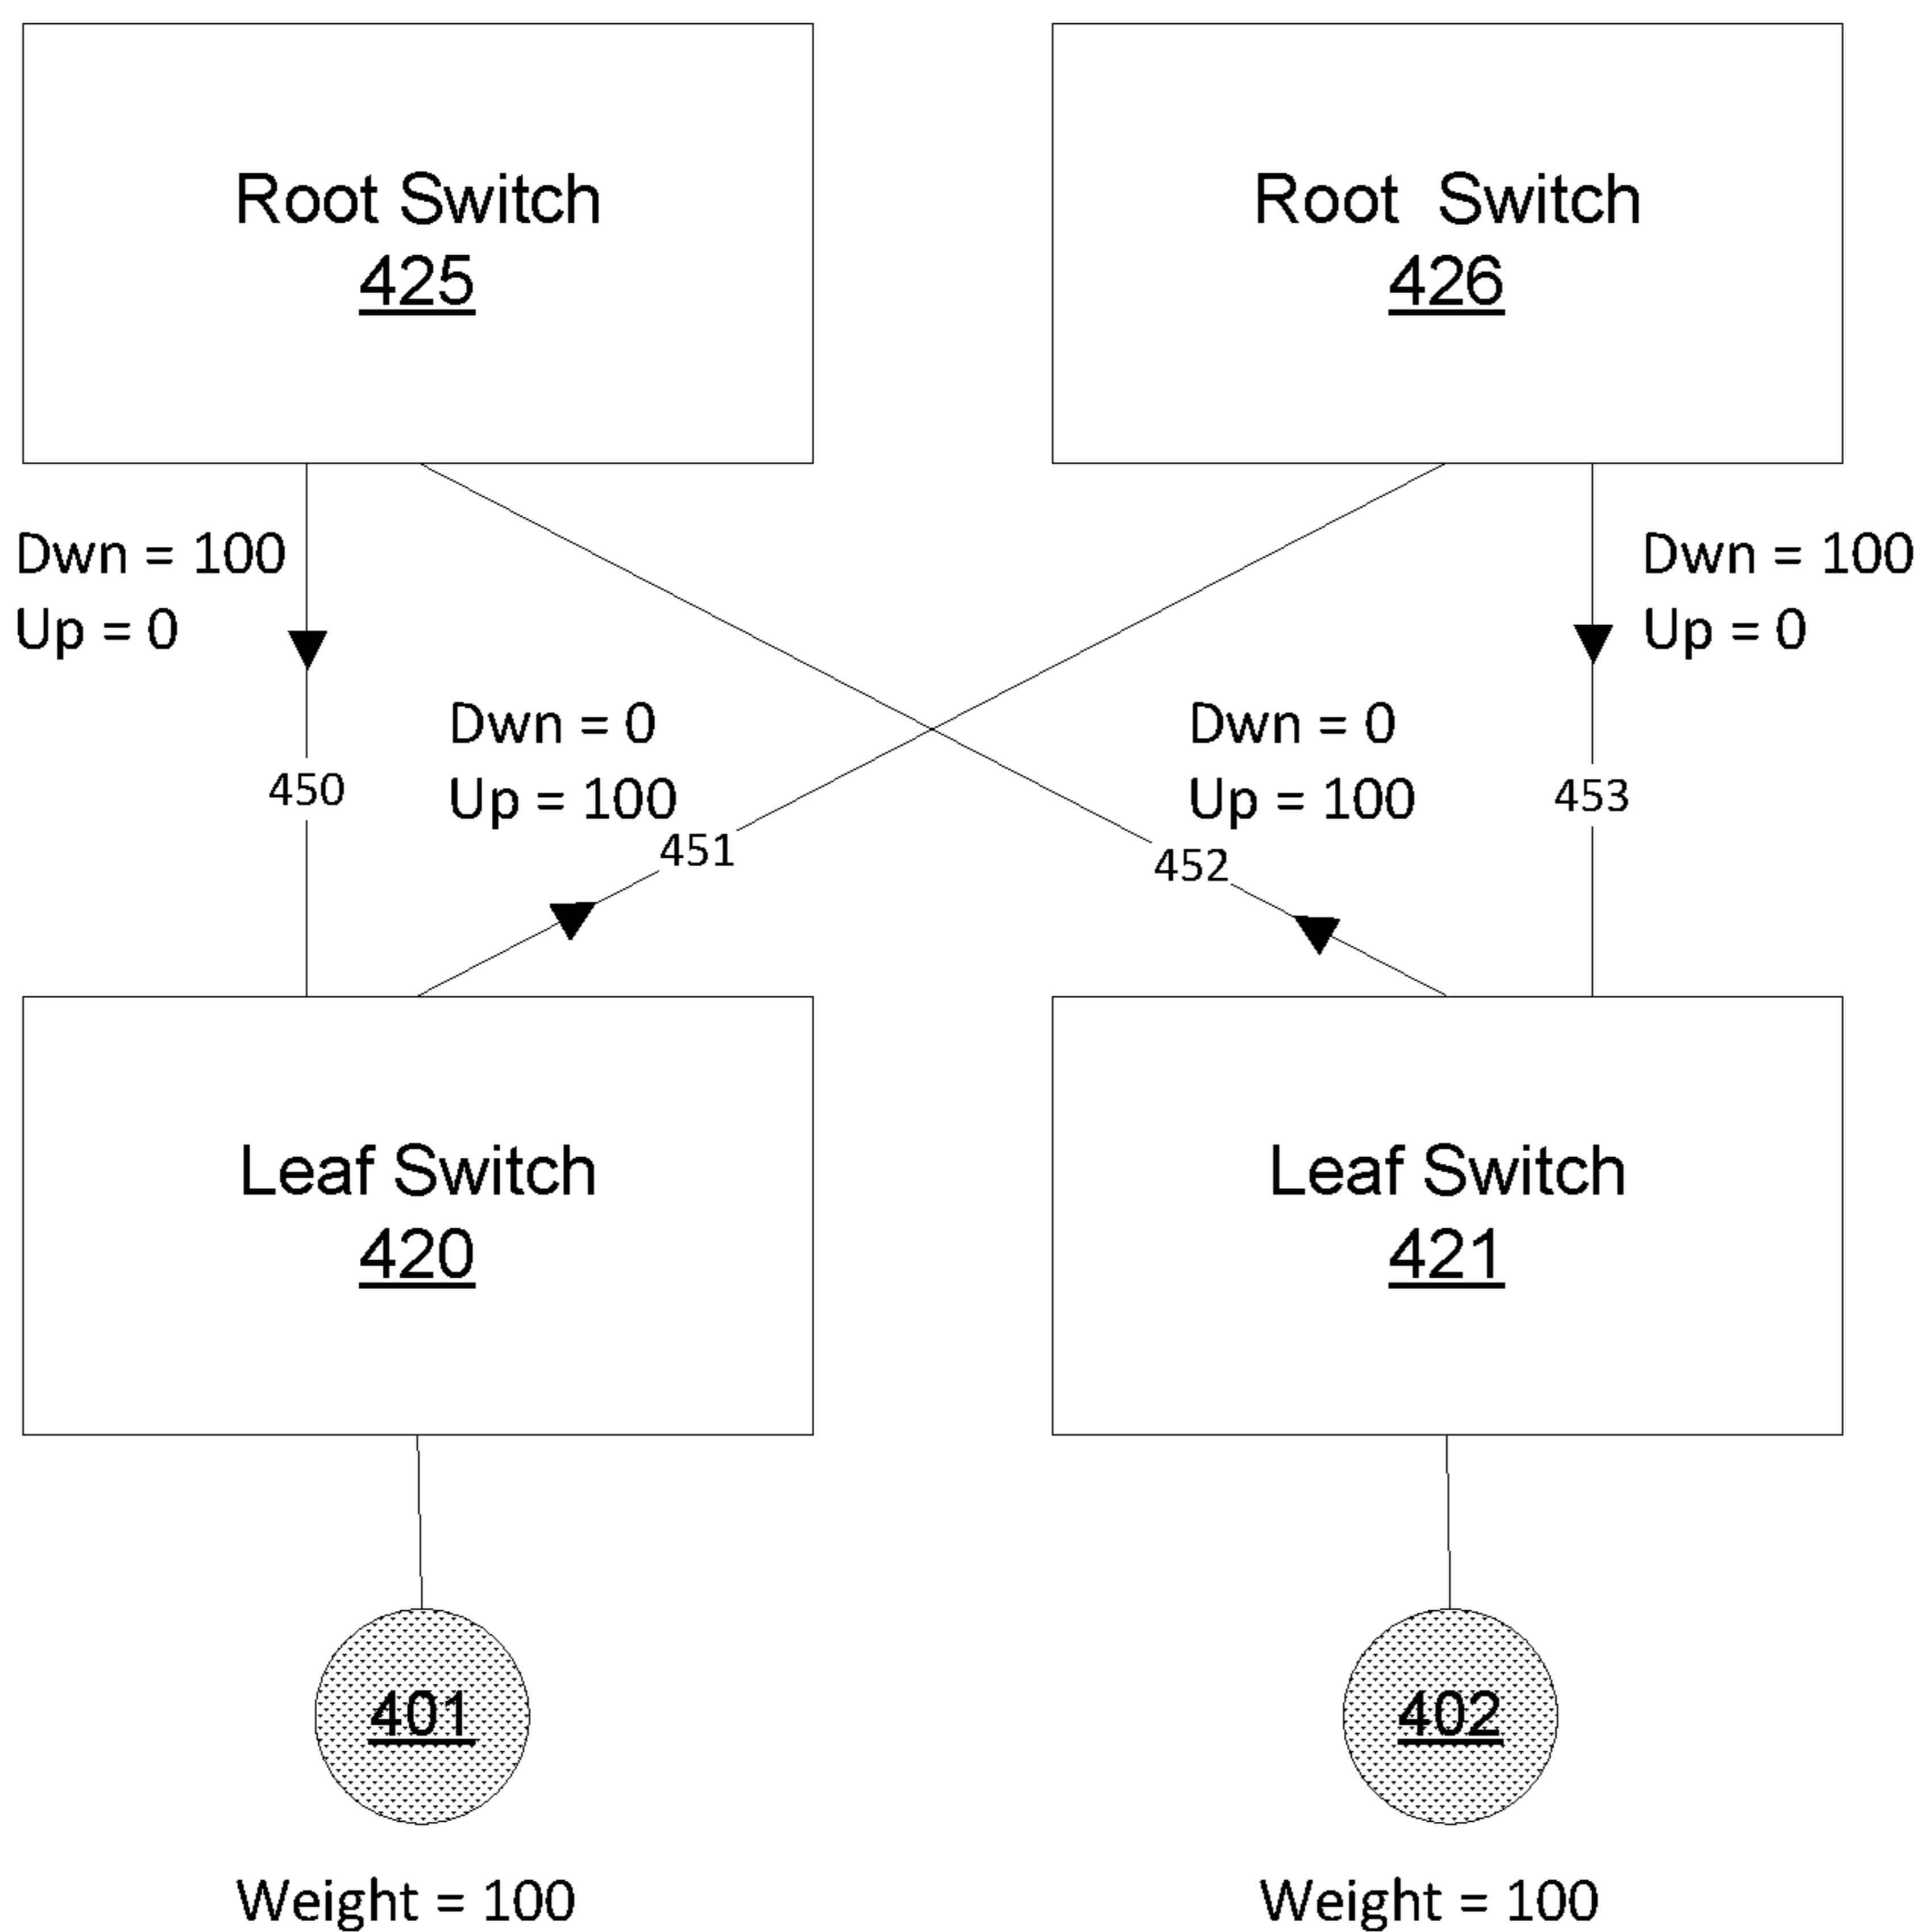 Root Switch
425
Root Switch
426
Dwn = 100
Up = 0
Dwn = 100
Up = 0
Dwn = 0
Up = 100
Dwn = 0
Up = 100
450
451
452
453
Leaf Switch
420
Leaf Switch
421
401
402
Weight = 100
Weight = 100